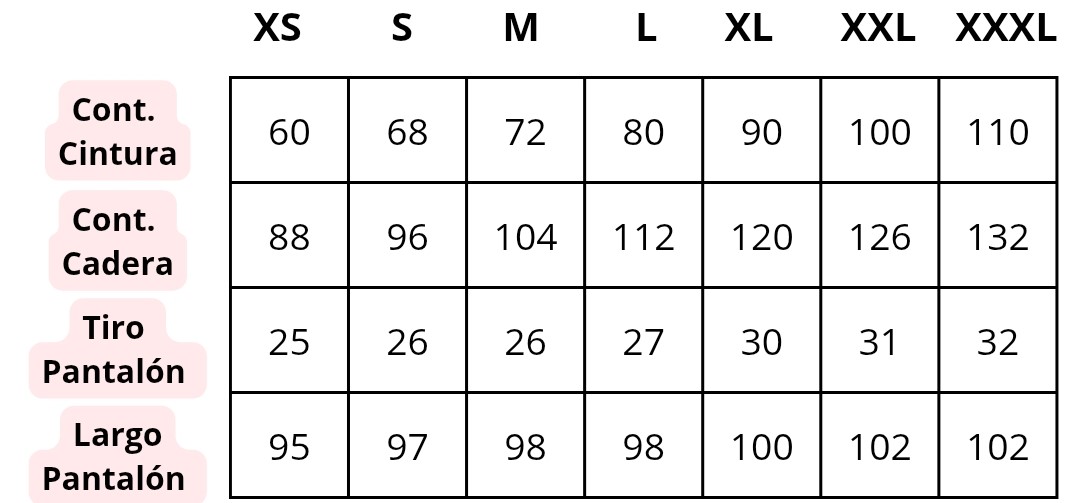 XS S M L XL XXL XXXL
Cont.
Cintura
60 68 72 80 90 100 110
Cont.
Cadera
88 96 104 112 120 126 132
Tiro
Pantalón
25 26 26 27 30 31 32
Largo
Pantalón
95 97 98 98 100 102 102